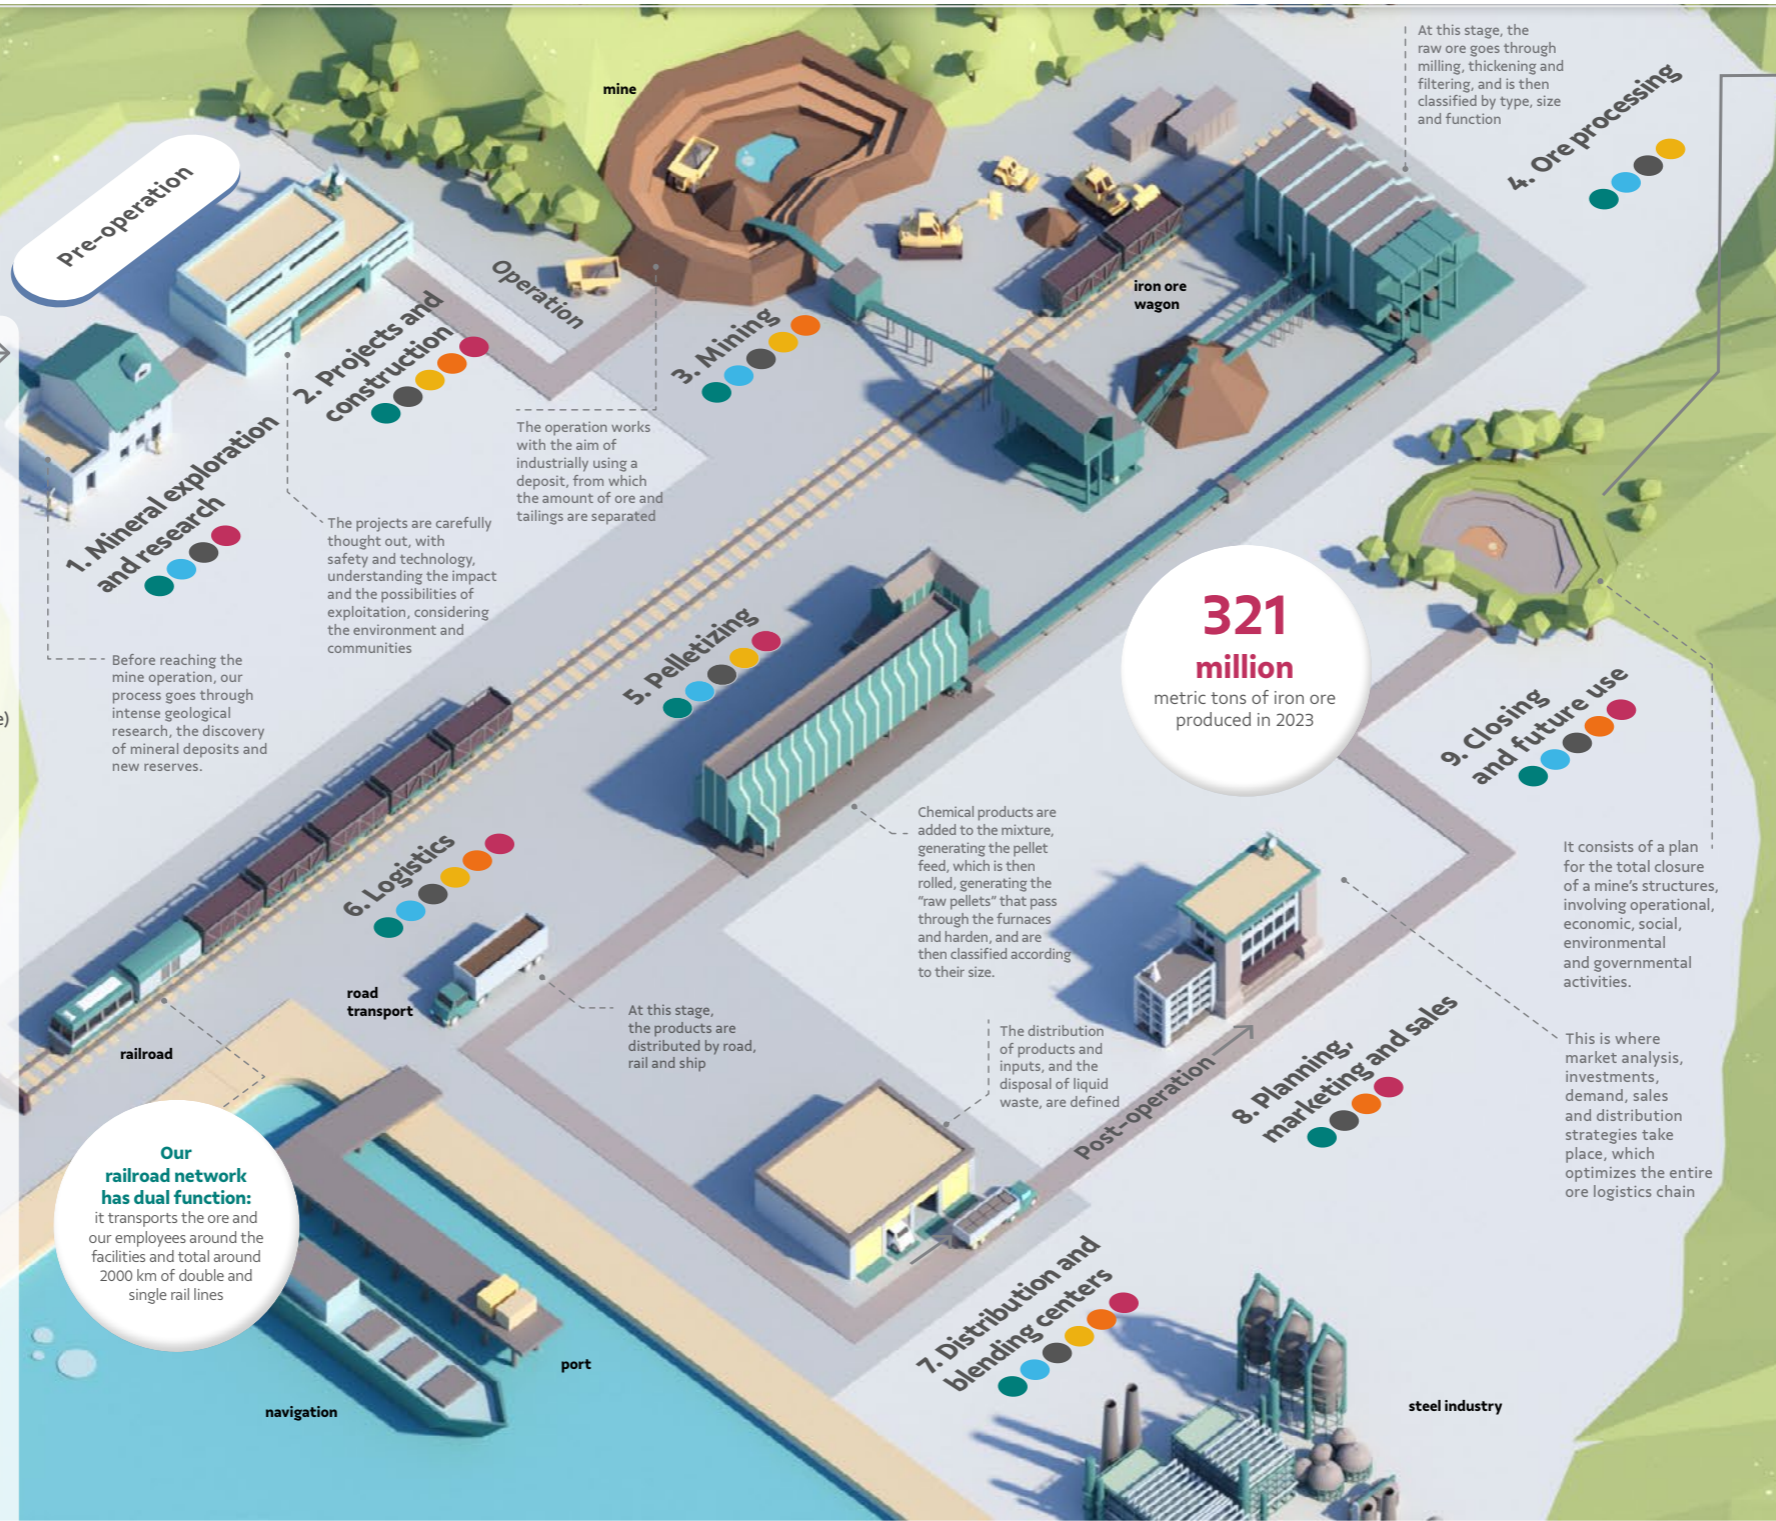 Pre-operation
1. Mineral exploration
and research
Before reaching the
mine operation, our
process goes through
intense geological
research, the discovery
of mineral deposits and
new reserves.
2. Projects and
construction
The projects are carefully
thought out, with
safety and technology,
understanding the impact
and the possibilities of
exploitation, considering
the environment and
communities
Operation
mine
3. Mining
The operation works
with the aim of
industrially using a
deposit, from which
the amount of ore and
tailings are separated
iron ore
wagon
4. Ore processing
At this stage, the
raw ore goes through
milling, thickening and
filtering, and is then
classified by type, size
and function
5. Pelletizing
Chemical products are
added to the mixture,
generating the pellet
feed, which is then
rolled, generating the
"raw pellets" that pass
through the furnaces
and harden, and are
then classified according
to their size.
321
million
metric tons of iron ore
produced in 2023
e)
6. Logistics
road
transport
At this stage,
the products are
distributed by road,
rail and ship
railroad
Our
railroad network
has dual function:
it transports the ore and
our employees around the
facilities and total around
2000 km of double and
single rail lines
navigation
port
7. Distribution and
blending centers
The distribution
of products and
inputs, and the
disposal of liquid
waste, are defined
Post-operation
8. Planning,
marketing and sales
This is where
market analysis,
investments,
demand, sales
and distribution
strategies take
place, which
optimizes the entire
ore logistics chain
9. Closing
and future use
It consists of a plan
for the total closure
of a mine's structures,
involving operational,
economic, social,
environmental
and governmental
activities.
steel industry